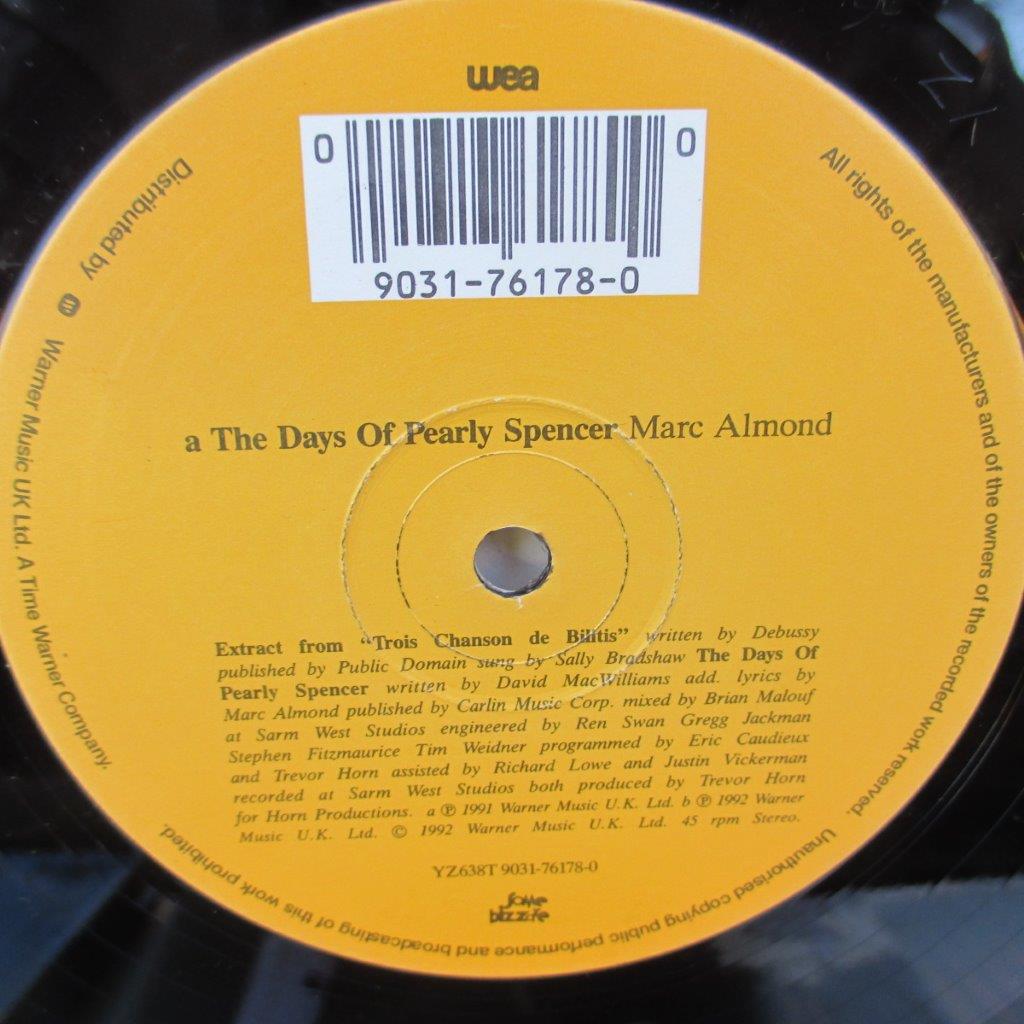 wea
0 0
9031-76178-0
a The Days Of Pearly Spencer Marc Almond
Extract from "Trois Chanson de Bilitis" written by Debussy
published by Public Domain sung by Sally Bradshaw The Days Of
Pearly Spencer written by David MacWilliams add. lyrics by
Marc Almond published by Carlin Music Corp. mixed by Brian Malouf
at Sarm West Studios engineered by Ren Swan Gregg Jackman
Stephen Fitzmaurice Tim Weidner programmed by Eric Caudieux
and Trevor Horn assisted by Richard Lowe and Justin Vickerman
recorded at Sarm West Studios both produced by Trevor Horn
for Horn Productions. a ℗ 1991 Warner Music U.K. Ltd. b ℗ 1992 Warner
Music U.K. Ltd. © 1992 Warner Music U.K. Ltd. 45 rpm Stereo.
YZ638T 9031-76178-0
some
bizzare
All rights of the manufacturers and of the owners of the recorded work reserved. Unauthorised copying public performance and broadcasting of this work prohibited.
Distributed by Warner Music UK Ltd. A Time Warner Company.